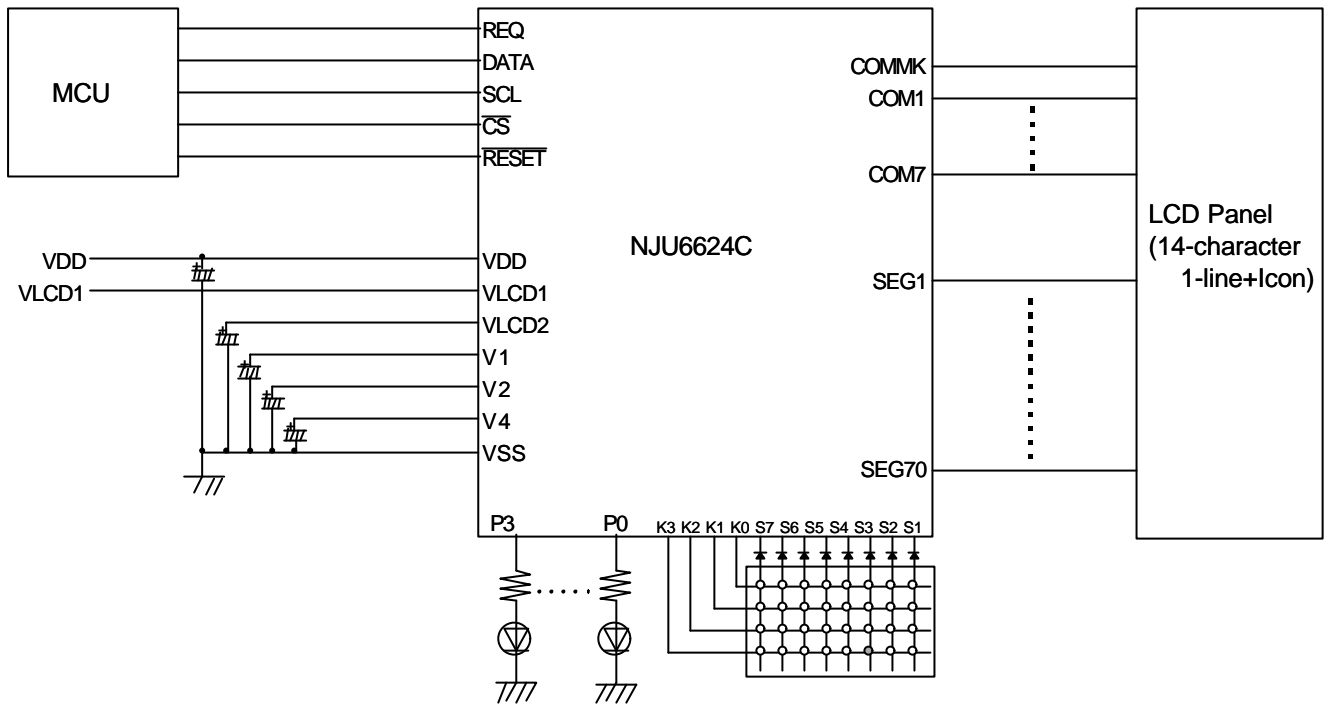 MCU
REQ
DATA
SCL
CS
RESET
VDD
VLCD1
VDD
VLCD1
VLCD2
V1
V2
V4
VSS
NJU6624C
COMMK
COM1
COM7
SEG1
SEG70
LCD Panel
(14-character
1-line+Icon)
P3
P0
K3 K2 K1 K0 S7 S6 S5 S4 S3 S2 S1